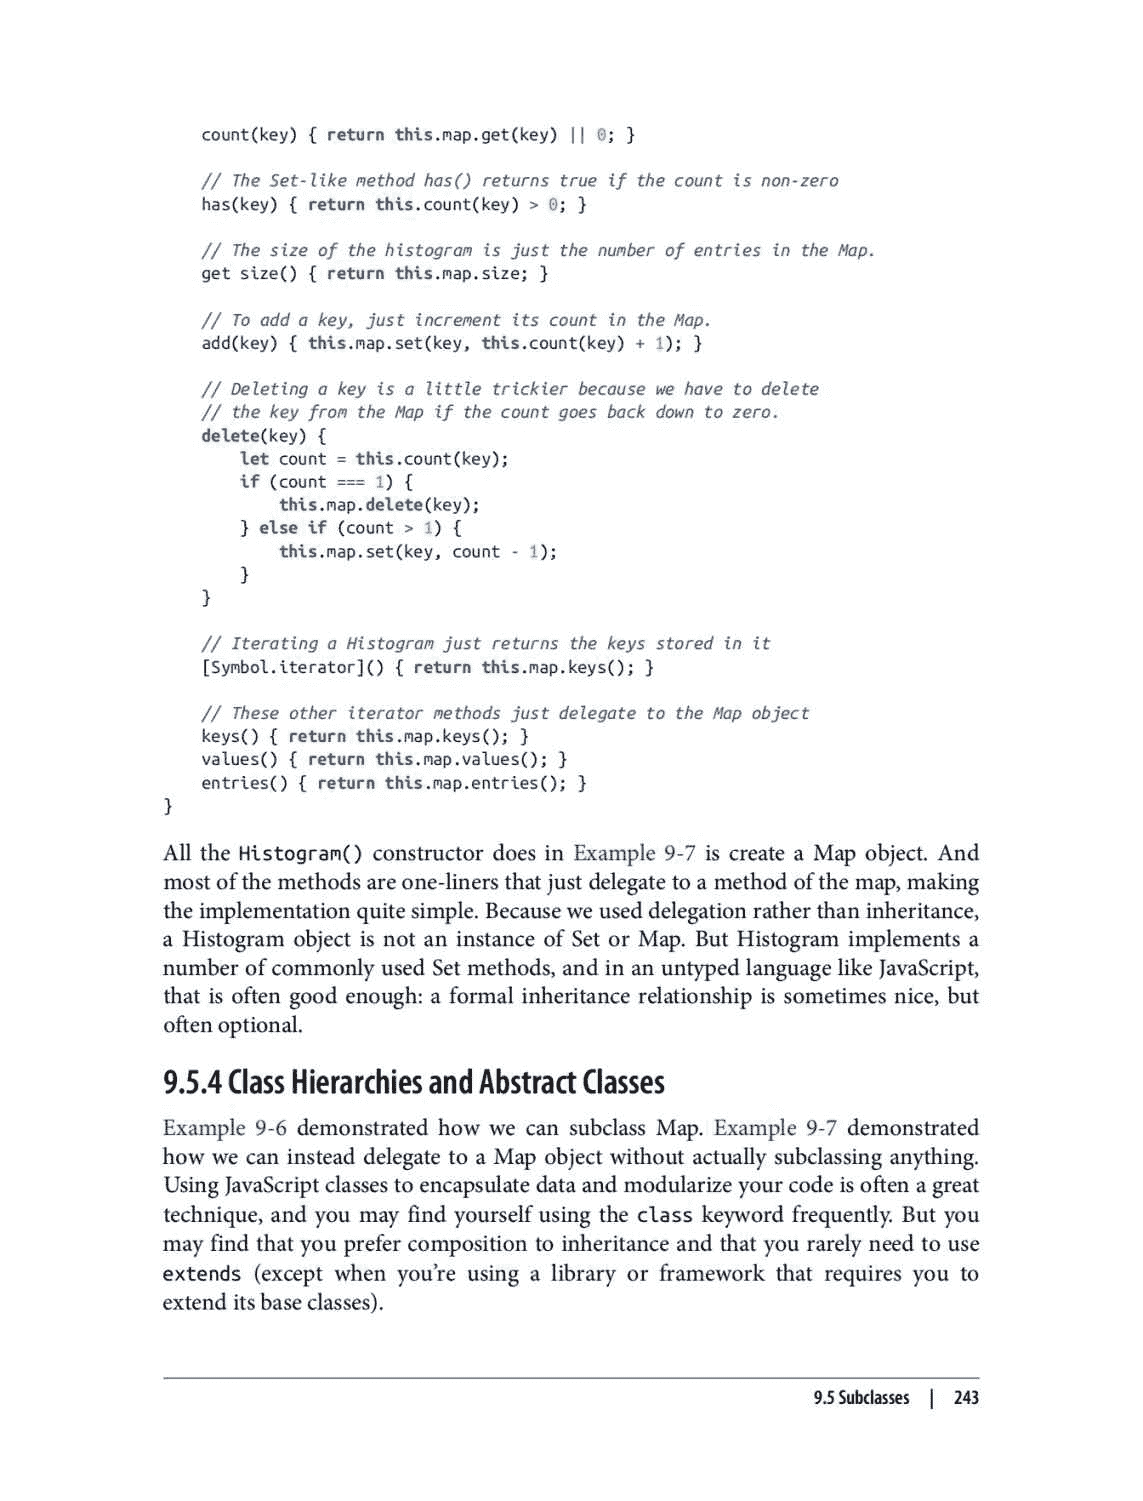 count(key) { return this.map.get(key) || 0; }
// The Set-like method has() returns true if the count is non-zero
has(key) { return this.count(key) > 0; }
// The size of the histogram is just the number of entries in the Map.
get size() { return this.map.size; }
// To add a key, just increment its count in the Map.
add(key) { this.map.set(key, this.count(key) + 1); }
// Deleting a key is a little trickier because we have to delete
// the key from the Map if the count goes back down to zero.
delete(key) {
let count = this.count(key);
if (count === 1) {
this.map.delete(key);
} else if (count > 1) {
this.map.set(key, count - 1);
}
}
// Iterating a Histogram just returns the keys stored in it
[Symbol.iterator]() { return this.map.keys(); }
// These other iterator methods just delegate to the Map object
keys() { return this.map.keys(); }
values() { return this.map.values(); }
entries() { return this.map.entries(); }
}
All the Histogram() constructor does in Example 9-7 is create a Map object. And
most of the methods are one-liners that just delegate to a method of the map, making
the implementation quite simple. Because we used delegation rather than inheritance,
a Histogram object is not an instance of Set or Map. But Histogram implements a
number of commonly used Set methods, and in an untyped language like JavaScript,
that is often good enough: a formal inheritance relationship is sometimes nice, but
often optional.
9.5.4 Class Hierarchies and Abstract Classes
Example 9-6 demonstrated how we can subclass Map. Example 9-7 demonstrated
how we can instead delegate to a Map object without actually subclassing anything.
Using JavaScript classes to encapsulate data and modularize your code is often a great
technique, and you may find yourself using the class keyword frequently. But you
may find that you prefer composition to inheritance and that you rarely need to use
extends (except when you’re using a library or framework that requires you to
extend its base classes).
9.5 Subclasses | 243